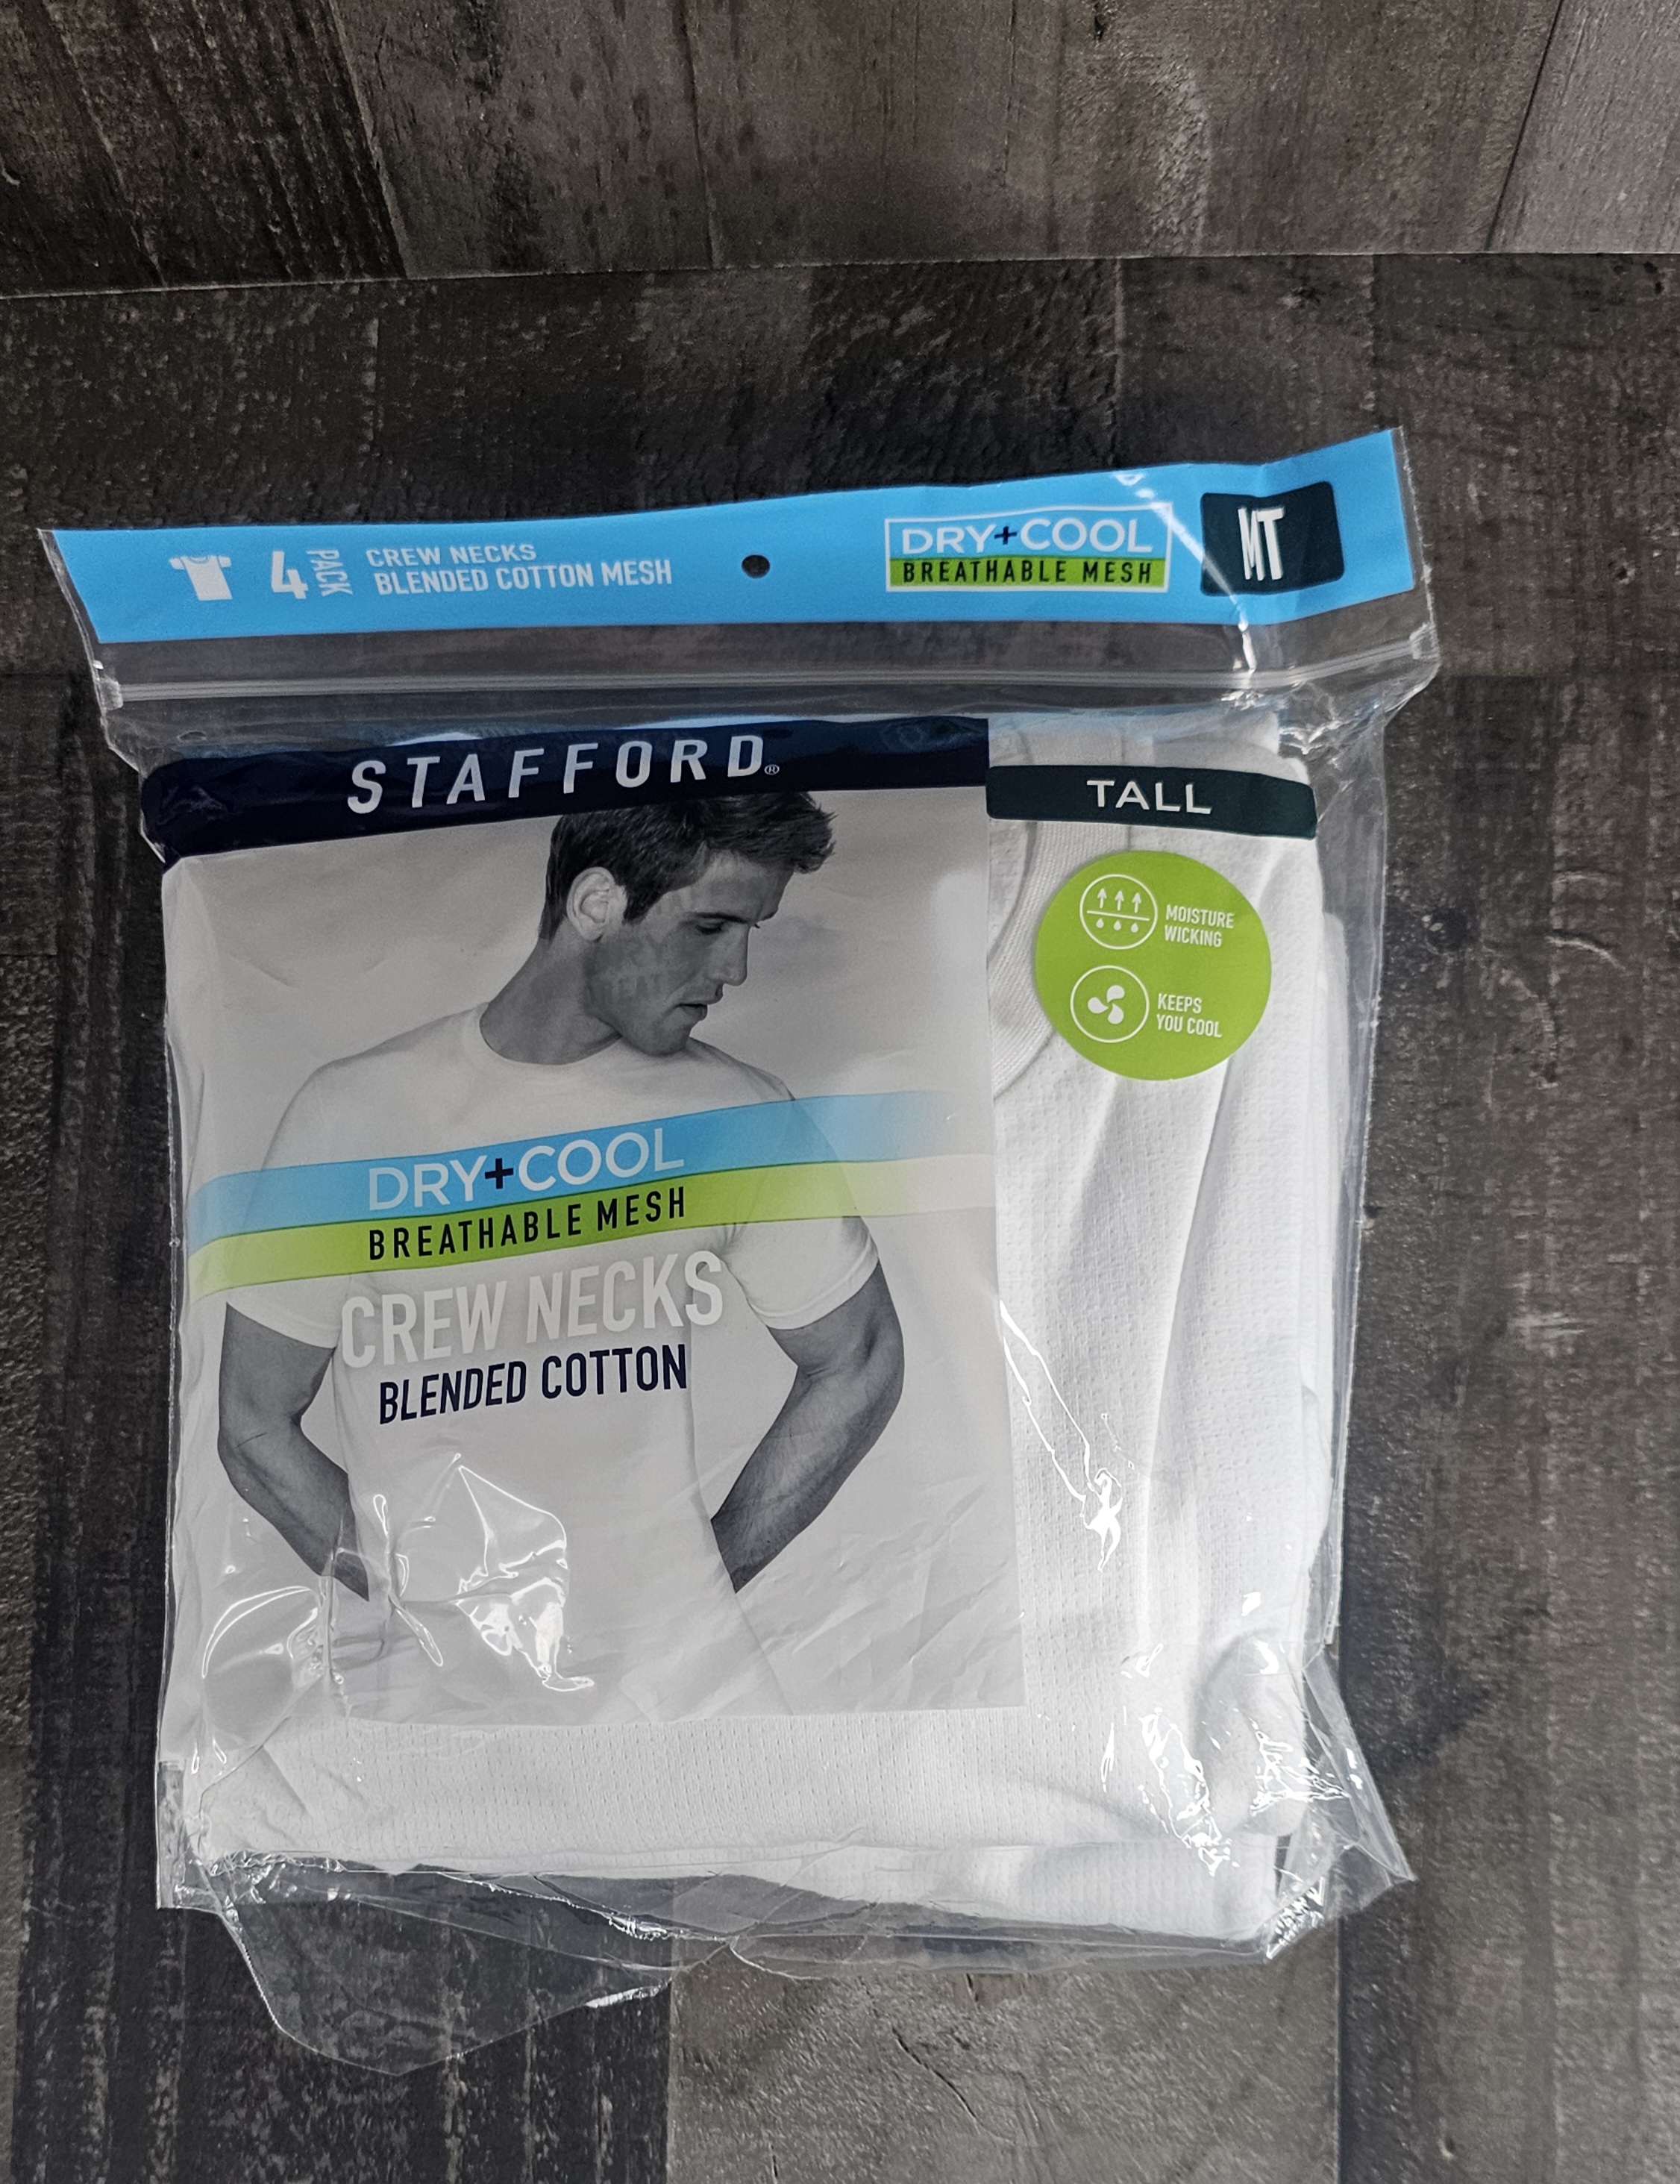 4 PACK
CREW NECKS
BLENDED COTTON MESH
DRY+COOL
BREATHABLE MESH
MT
STAFFORD®
TALL
MOISTURE
WICKING
KEEPS
YOU COOL
DRY+COOL
BREATHABLE MESH
CREW NECKS
BLENDED COTTON